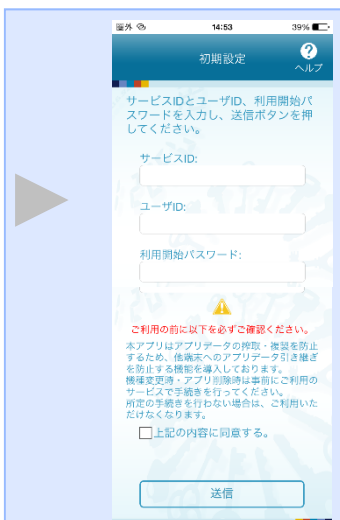 圏外 14:53 39%
初期設定
?
ヘルプ
サービスIDとユーザID、利用開始パ
スワードを入力し、送信ボタンを押
してください。
サービスID:
ユーザID:
利用開始パスワード:
ご利用の前に以下を必ずご確認ください。
本アプリはアプリデータの搾取・複製を防止
するため、他端末へのアプリデータ引き継ぎ
を防止する機能を導入しております。
機種変更時・アプリ削除時は事前にご利用の
サービスで手続きを行ってください。
所定の手続きを行わない場合は、ご利用いた
だけなくなります。
上記の内容に同意する。
送信